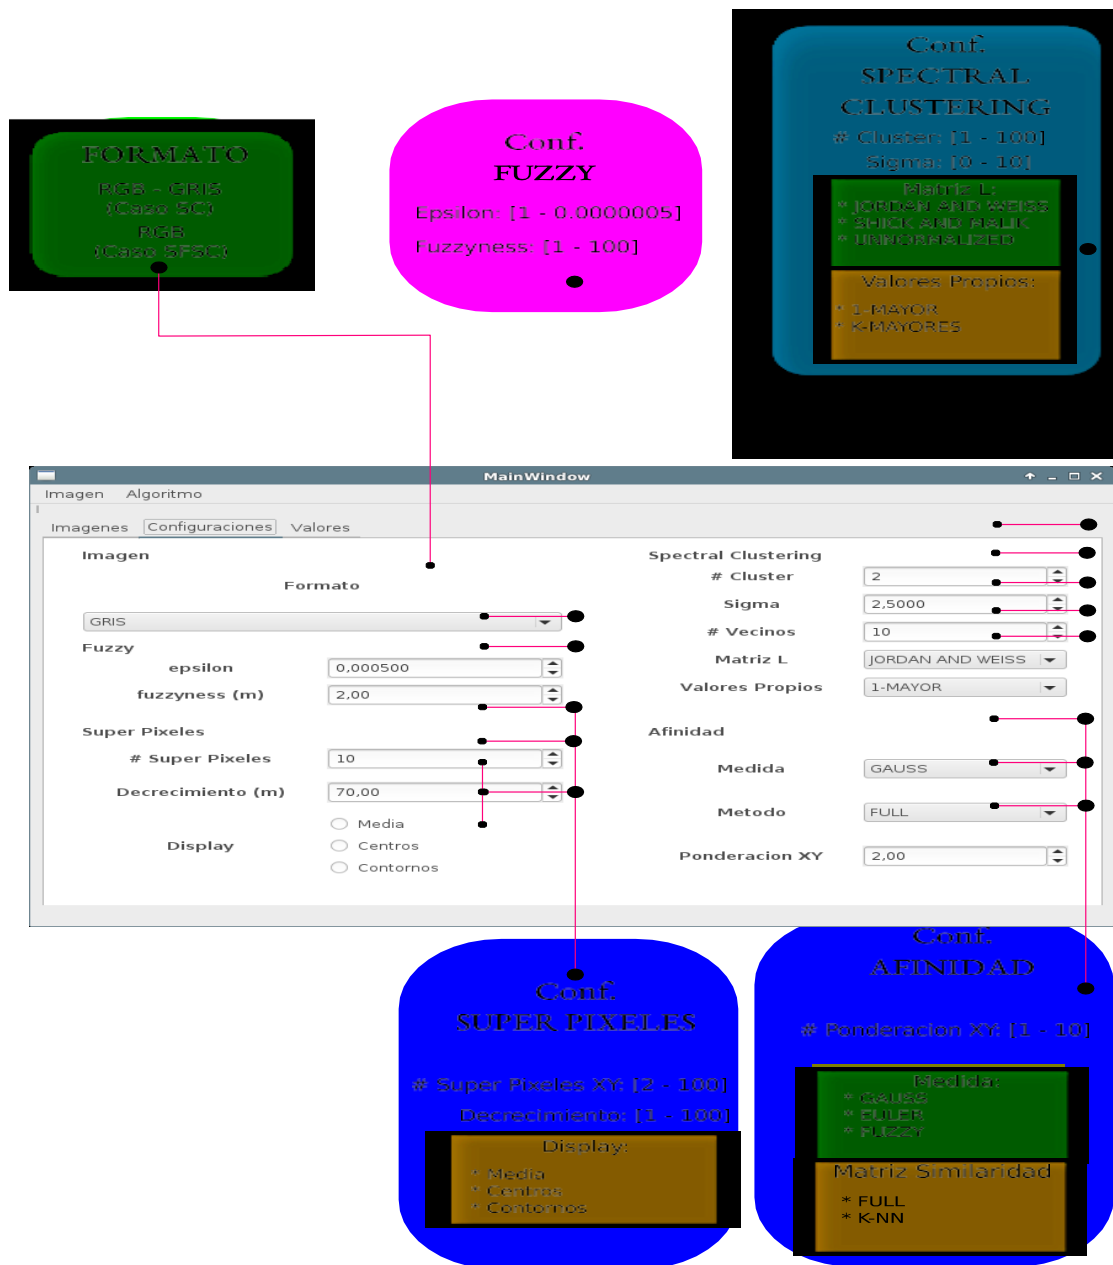 FORMATO
RGB - GRIS
(Caso SC)
RGB
(Caso SFSC)
Conf.
FUZZY
Epsilon: [1 - 0.0000005]
Fuzzyness: [1 - 100]
Conf.
SPECTRAL
CLUSTERING
# Cluster: [1 - 100]
Sigma: [0 - 10]
Matriz L:
* JORDAN AND WEISS
* SHICK AND MALIK
* UNNORMALIZED
Valores Propios:
* 1-MAYOR
* K-MAYORES
MainWindow
Imagen Algoritmo
Imagenes Configuraciones Valores
Imagen
Formato
GRIS
Fuzzy
epsilon 0,000500
fuzzyness (m) 2,00
Super Pixeles
# Super Pixeles 10
Decrecimiento (m) 70,00
Display
Media
Centros
Contornos
Spectral Clustering
# Cluster 2
Sigma 2,5000
# Vecinos 10
Matriz L JORDAN AND WEISS
Valores Propios 1-MAYOR
Afinidad
Medida GAUSS
Metodo FULL
Ponderacion XY 2,00
Conf.
SUPER PIXELES
# Super Pixeles XY: [2 - 100]
Decrecimiento: [1 - 100]
Display:
* Media
* Centros
* Contornos
Conf.
AFINIDAD
# Ponderacion XY: [1 - 10]
Medida:
* GAUSS
* EULER
* FUZZY
Matriz Similaridad
* FULL
* K-NN